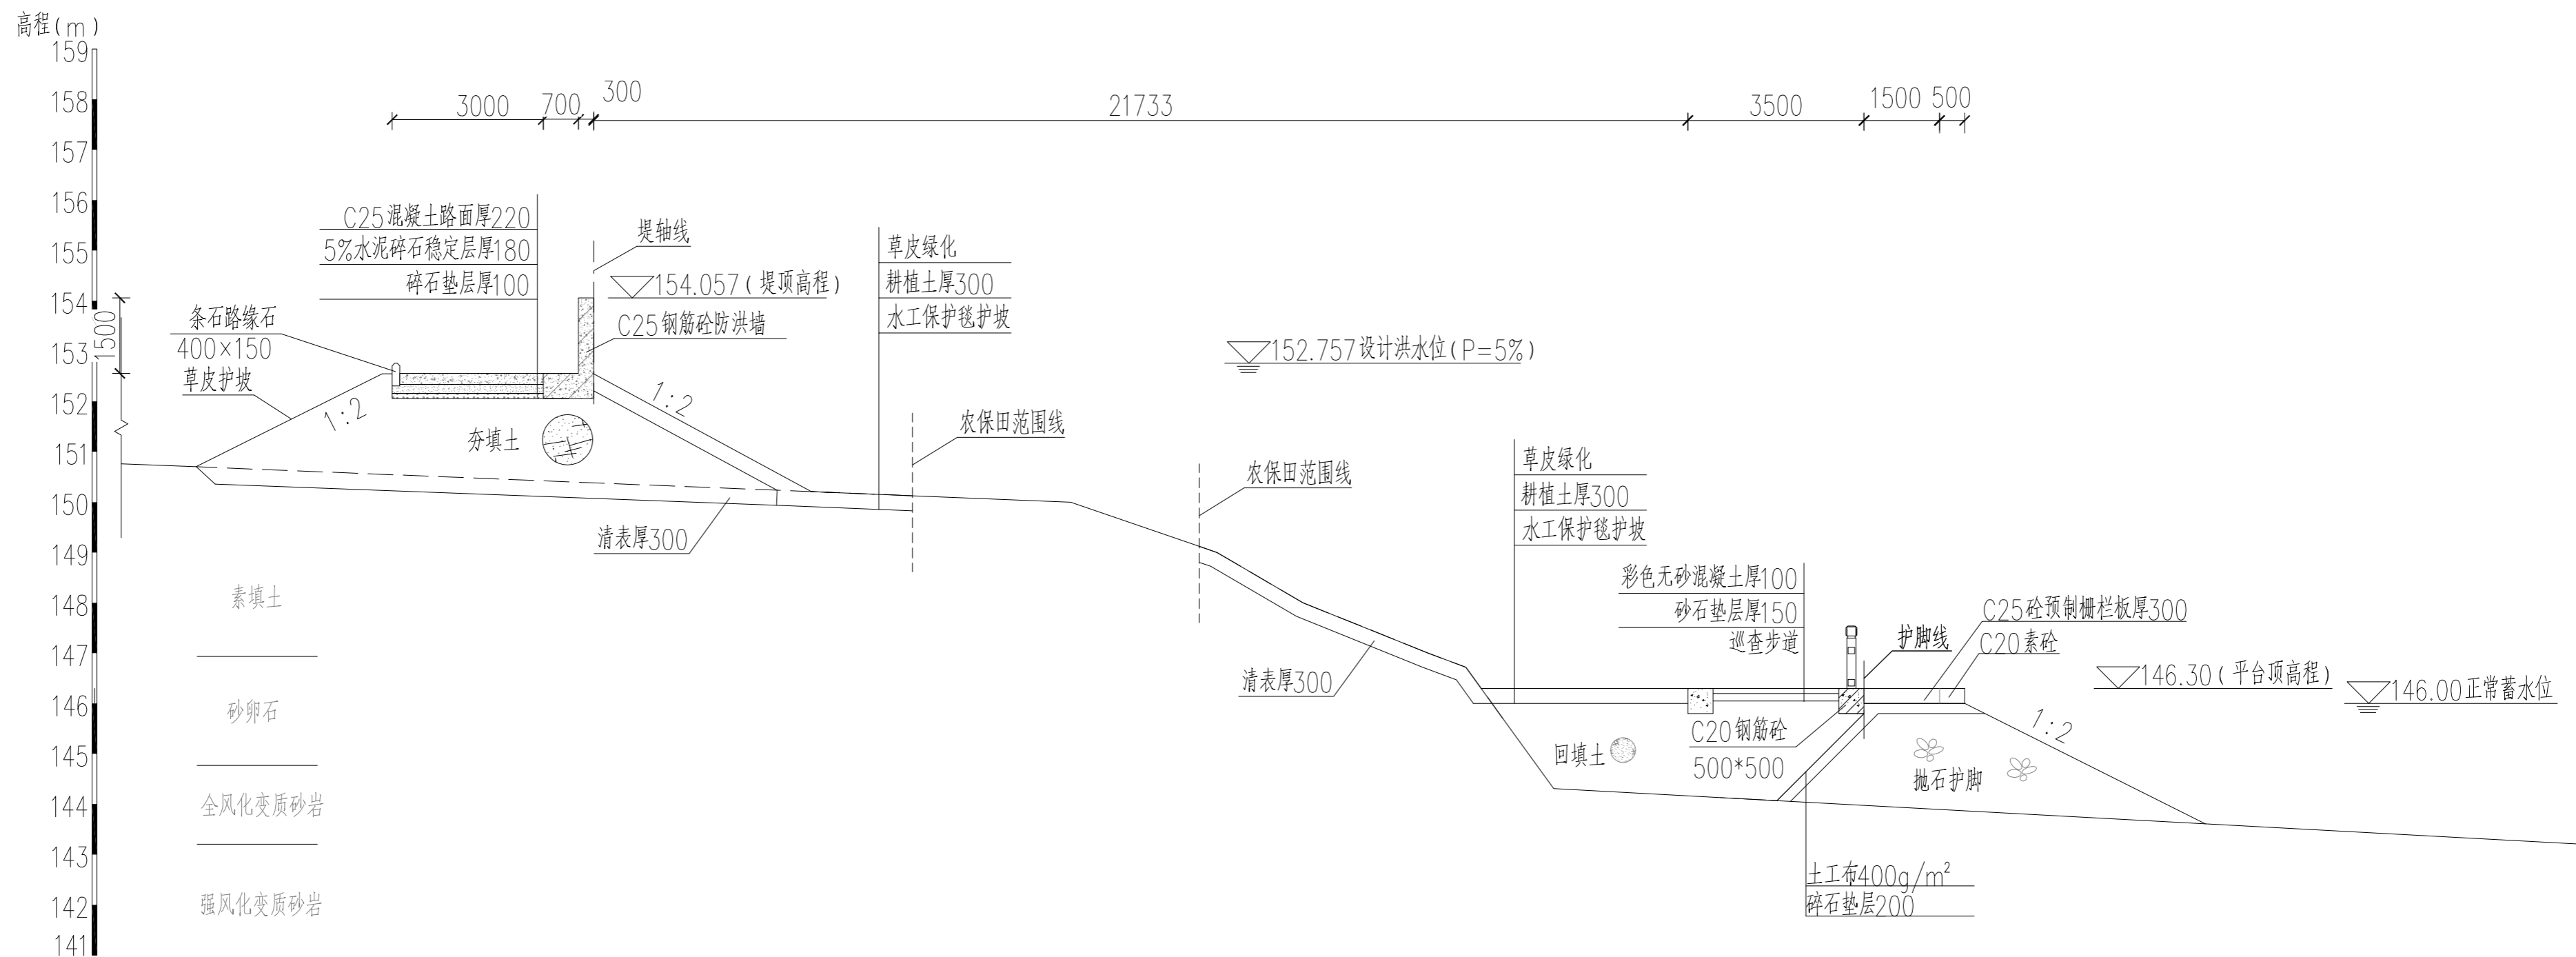 高程(m)
159
158
157
156
155
154
153
152
151
150
149
148
147
146
145
144
143
142
141
1500
3000
700
300
21733
3500
1500
500
C25混凝土路面厚220
5%水泥碎石稳定层厚180
碎石垫层厚100
条石路缘石
400×150
草皮护坡
1:2
夯填土
堤轴线
154.057(堤顶高程)
C25钢筋砼防洪墙
1:2
草皮绿化
耕植土厚300
水工保护毯护坡
农保田范围线
清表厚300
152.757设计洪水位(P=5%)
农保田范围线
清表厚300
草皮绿化
耕植土厚300
水工保护毯护坡
彩色无砂混凝土厚100
砂石垫层厚150
巡查步道
护脚线
C25砼预制栅栏板厚300
C20素砼
146.30(平台顶高程)
146.00正常蓄水位
C20钢筋砼
500*500
回填土
抛石护脚
1:2
土工布400g/m²
碎石垫层200
素填土
砂卵石
全风化变质砂岩
强风化变质砂岩